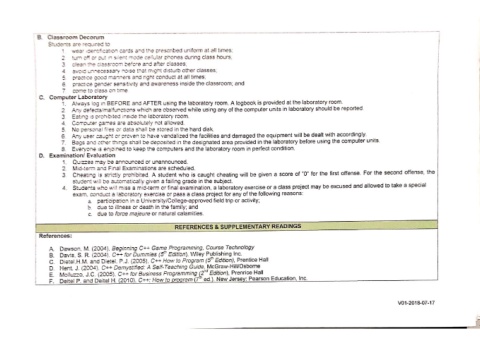 B. Classroom Decorum
Students are required to
1 wear identification cards and the prescribed uniform at all times;
2 turn off or put in silent mode cellular phones during class hours,
3 clean the classroom before and after classes,
4 avoid unnecessary noise that might disturb other classes;
5 practice good manners and right conduct at all times;
6 practice gender sensitivity and awareness inside the classroom; and
7 come to class on time
C. Computer Laboratory
1. Always log in BEFORE and AFTER using the laboratory room. A logbook is provided at the laboratory room.
2. Any defects/malfunctions which are observed while using any of the computer units in laboratory should be reported
3. Eating is prohibited inside the laboratory room.
4. Computer games are absolutely not allowed.
5. No personal files or data shall be stored in the hard disk.
6. Any user caught or proven to have vandalized the facilities and damaged the equipment will be dealt with accordingly.
7. Bags and other things shall be deposited in the designated area provided in the laboratory before using the computer units.
8. Everyone is enjoined to keep the computers and the laboratory room in perfect condition.
D. Examination/ Evaluation
1. Quizzes may be announced or unannounced.
2. Mid-term and Final Examinations are scheduled.
3. Cheating is strictly prohibited. A student who is caught cheating will be given a score of "0" for the first offense. For the second offense, the
student will be automatically given a failing grade in the subject.
4. Students who will miss a mid-term or final examination, a laboratory exercise or a class project may be excused and allowed to take a special
exam, conduct a laboratory exercise or pass a class project for any of the following reasons:
a. participation in a University/College-approved field trip or activity;
b. due to illness or death in the family; and
c. due to force majeure or natural calamities.
REFERENCES & SUPPLEMENTARY READINGS
References:
A. Dawson, M. (2004). Beginning C++ Game Programming, Course Technology
B. Davis, S. R. (2004). C++ for Dummies (5th Edition), Wiley Publishing Inc.
C. Dietel H.M. and Dietel, P.J. (2005). C++ How to Program (5th Edition), Prentice Hall
D. Hent, J. (2004). C++ Demystified: A Self-Teaching Guide, McGraw-Hill/Osborne
E. Molluzzo, J.C. (2005). C++ for Business Programming (2nd Edition), Prentice Hall
F. Deitel P. and Deitel H. (2010). C++: How to program (7th ed.), New Jersey: Pearson Education, Inc.
V01-2018-07-17